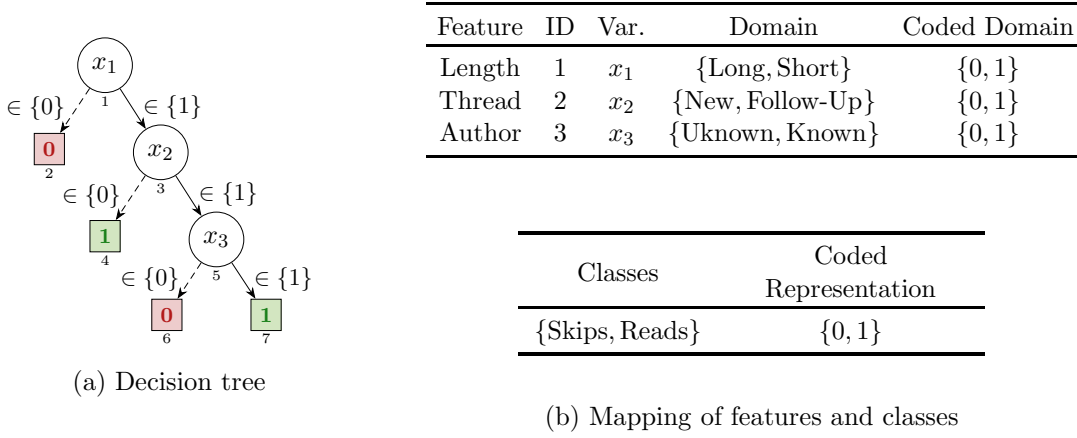 x₁
1
∈ {0}
∈ {1}
0
2
x₂
3
∈ {0}
∈ {1}
1
4
x₃
5
∈ {0}
∈ {1}
0
6
1
7
(a) Decision tree
Feature ID Var. Domain Coded Domain
Length 1 x₁ {Long, Short} {0, 1}
Thread 2 x₂ {New, Follow-Up} {0, 1}
Author 3 x₃ {Uknown, Known} {0, 1}
Classes Coded Representation
{Skips, Reads} {0, 1}
(b) Mapping of features and classes